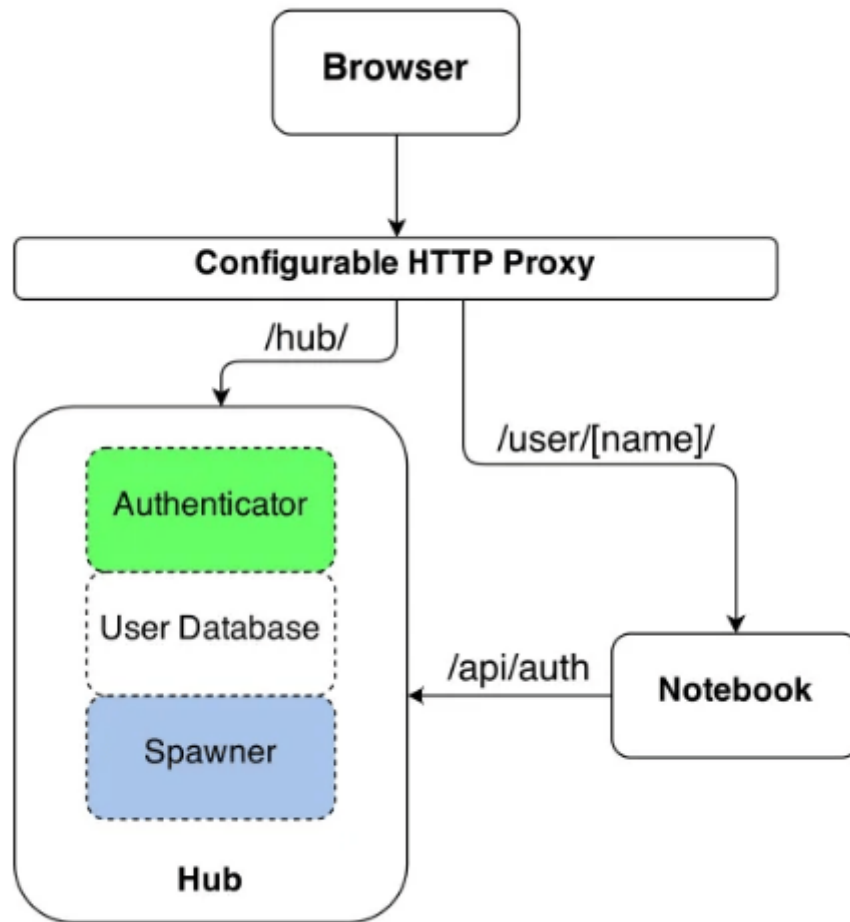 Browser
Configurable HTTP Proxy
/hub/
/user/[name]/
Authenticator
User Database
/api/auth
Notebook
Spawner
Hub